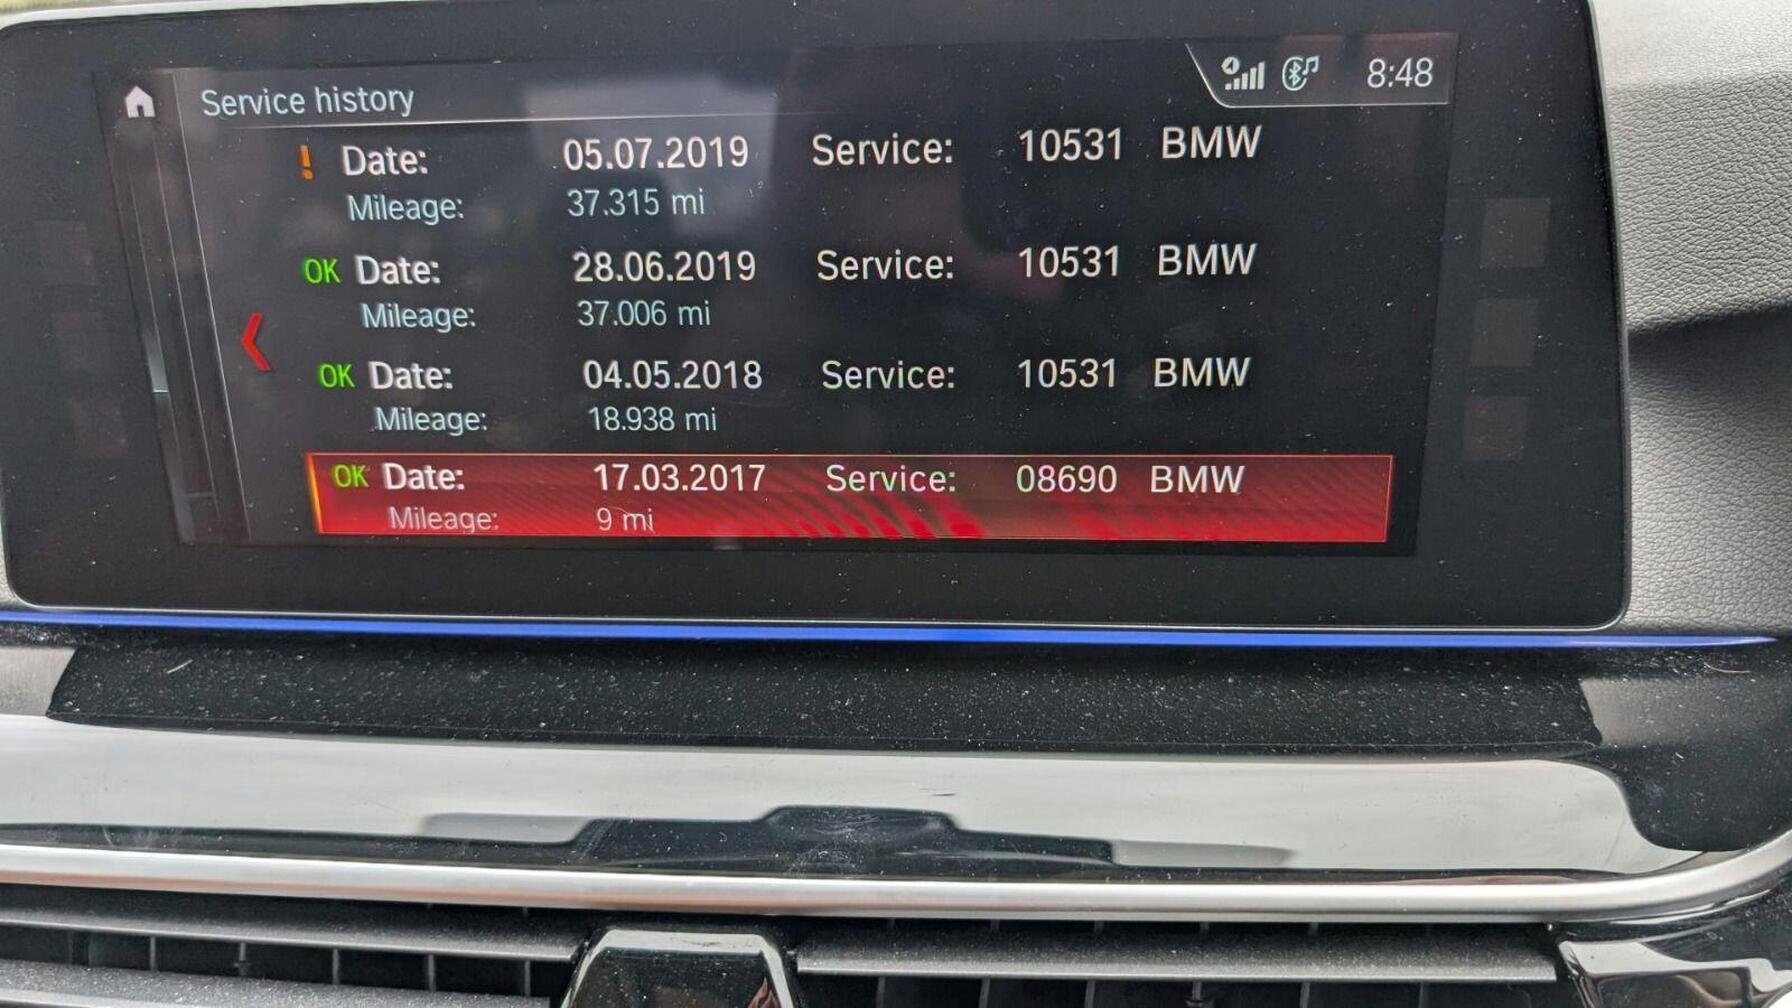 Service history 8:48
! Date: 05.07.2019 Service: 10531 BMW
Mileage: 37.315 mi
OK Date: 28.06.2019 Service: 10531 BMW
Mileage: 37.006 mi
OK Date: 04.05.2018 Service: 10531 BMW
Mileage: 18.938 mi
OK Date: 17.03.2017 Service: 08690 BMW
Mileage: 9 mi